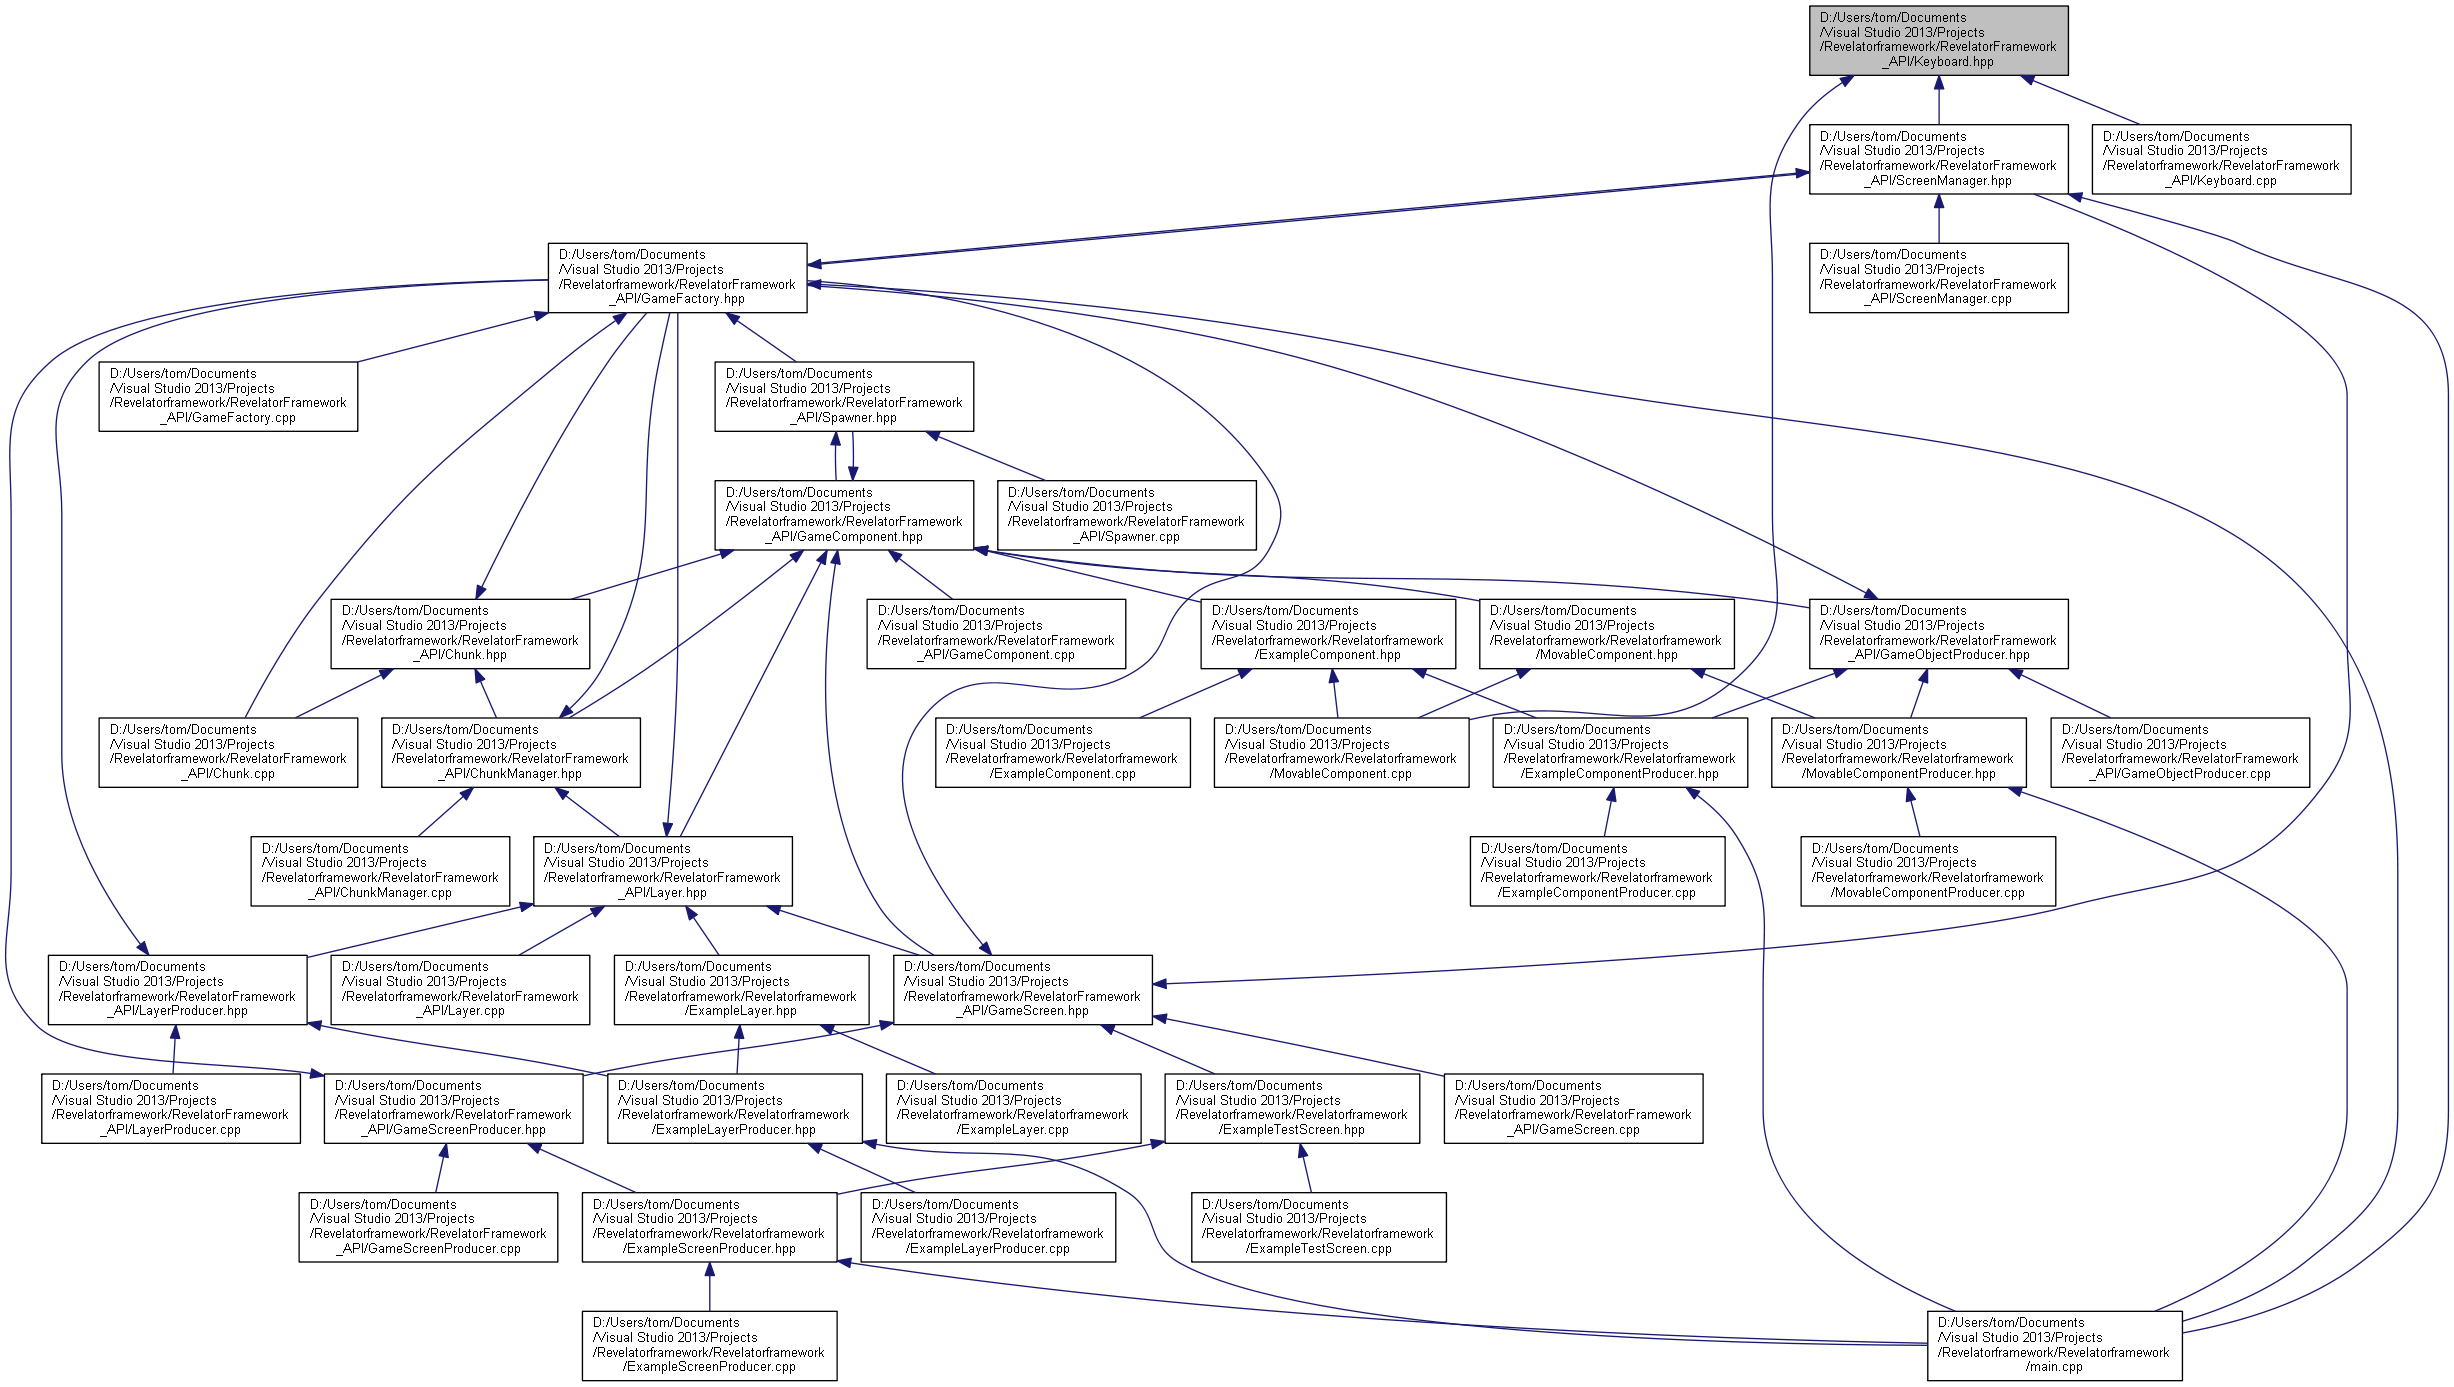 D:/Users/tom/Documents
/Visual Studio 2013/Projects
/Revelatorframework/RevelatorFramework
_API/Keyboard.hpp
D:/Users/tom/Documents
/Visual Studio 2013/Projects
/Revelatorframework/RevelatorFramework
_API/ScreenManager.hpp
D:/Users/tom/Documents
/Visual Studio 2013/Projects
/Revelatorframework/RevelatorFramework
_API/Keyboard.cpp
D:/Users/tom/Documents
/Visual Studio 2013/Projects
/Revelatorframework/RevelatorFramework
_API/GameFactory.hpp
D:/Users/tom/Documents
/Visual Studio 2013/Projects
/Revelatorframework/RevelatorFramework
_API/ScreenManager.cpp
D:/Users/tom/Documents
/Visual Studio 2013/Projects
/Revelatorframework/RevelatorFramework
_API/GameFactory.cpp
D:/Users/tom/Documents
/Visual Studio 2013/Projects
/Revelatorframework/RevelatorFramework
_API/Spawner.hpp
D:/Users/tom/Documents
/Visual Studio 2013/Projects
/Revelatorframework/RevelatorFramework
_API/GameComponent.hpp
D:/Users/tom/Documents
/Visual Studio 2013/Projects
/Revelatorframework/RevelatorFramework
_API/Spawner.cpp
D:/Users/tom/Documents
/Visual Studio 2013/Projects
/Revelatorframework/RevelatorFramework
_API/Chunk.hpp
D:/Users/tom/Documents
/Visual Studio 2013/Projects
/Revelatorframework/RevelatorFramework
_API/GameComponent.cpp
D:/Users/tom/Documents
/Visual Studio 2013/Projects
/Revelatorframework/Revelatorframework
/ExampleComponent.hpp
D:/Users/tom/Documents
/Visual Studio 2013/Projects
/Revelatorframework/Revelatorframework
/MovableComponent.hpp
D:/Users/tom/Documents
/Visual Studio 2013/Projects
/Revelatorframework/RevelatorFramework
_API/GameObjectProducer.hpp
D:/Users/tom/Documents
/Visual Studio 2013/Projects
/Revelatorframework/RevelatorFramework
_API/Chunk.cpp
D:/Users/tom/Documents
/Visual Studio 2013/Projects
/Revelatorframework/RevelatorFramework
_API/ChunkManager.hpp
D:/Users/tom/Documents
/Visual Studio 2013/Projects
/Revelatorframework/Revelatorframework
/ExampleComponent.cpp
D:/Users/tom/Documents
/Visual Studio 2013/Projects
/Revelatorframework/Revelatorframework
/MovableComponent.cpp
D:/Users/tom/Documents
/Visual Studio 2013/Projects
/Revelatorframework/Revelatorframework
/ExampleComponentProducer.hpp
D:/Users/tom/Documents
/Visual Studio 2013/Projects
/Revelatorframework/Revelatorframework
/MovableComponentProducer.hpp
D:/Users/tom/Documents
/Visual Studio 2013/Projects
/Revelatorframework/RevelatorFramework
_API/GameObjectProducer.cpp
D:/Users/tom/Documents
/Visual Studio 2013/Projects
/Revelatorframework/RevelatorFramework
_API/ChunkManager.cpp
D:/Users/tom/Documents
/Visual Studio 2013/Projects
/Revelatorframework/RevelatorFramework
_API/Layer.hpp
D:/Users/tom/Documents
/Visual Studio 2013/Projects
/Revelatorframework/Revelatorframework
/ExampleComponentProducer.cpp
D:/Users/tom/Documents
/Visual Studio 2013/Projects
/Revelatorframework/Revelatorframework
/MovableComponentProducer.cpp
D:/Users/tom/Documents
/Visual Studio 2013/Projects
/Revelatorframework/RevelatorFramework
_API/LayerProducer.hpp
D:/Users/tom/Documents
/Visual Studio 2013/Projects
/Revelatorframework/RevelatorFramework
_API/Layer.cpp
D:/Users/tom/Documents
/Visual Studio 2013/Projects
/Revelatorframework/Revelatorframework
/ExampleLayer.hpp
D:/Users/tom/Documents
/Visual Studio 2013/Projects
/Revelatorframework/RevelatorFramework
_API/GameScreen.hpp
D:/Users/tom/Documents
/Visual Studio 2013/Projects
/Revelatorframework/RevelatorFramework
_API/LayerProducer.cpp
D:/Users/tom/Documents
/Visual Studio 2013/Projects
/Revelatorframework/RevelatorFramework
_API/GameScreenProducer.hpp
D:/Users/tom/Documents
/Visual Studio 2013/Projects
/Revelatorframework/Revelatorframework
/ExampleLayerProducer.hpp
D:/Users/tom/Documents
/Visual Studio 2013/Projects
/Revelatorframework/Revelatorframework
/ExampleLayer.cpp
D:/Users/tom/Documents
/Visual Studio 2013/Projects
/Revelatorframework/Revelatorframework
/ExampleTestScreen.hpp
D:/Users/tom/Documents
/Visual Studio 2013/Projects
/Revelatorframework/RevelatorFramework
_API/GameScreen.cpp
D:/Users/tom/Documents
/Visual Studio 2013/Projects
/Revelatorframework/RevelatorFramework
_API/GameScreenProducer.cpp
D:/Users/tom/Documents
/Visual Studio 2013/Projects
/Revelatorframework/Revelatorframework
/ExampleScreenProducer.hpp
D:/Users/tom/Documents
/Visual Studio 2013/Projects
/Revelatorframework/Revelatorframework
/ExampleLayerProducer.cpp
D:/Users/tom/Documents
/Visual Studio 2013/Projects
/Revelatorframework/Revelatorframework
/ExampleTestScreen.cpp
D:/Users/tom/Documents
/Visual Studio 2013/Projects
/Revelatorframework/Revelatorframework
/ExampleScreenProducer.cpp
D:/Users/tom/Documents
/Visual Studio 2013/Projects
/Revelatorframework/Revelatorframework
/main.cpp